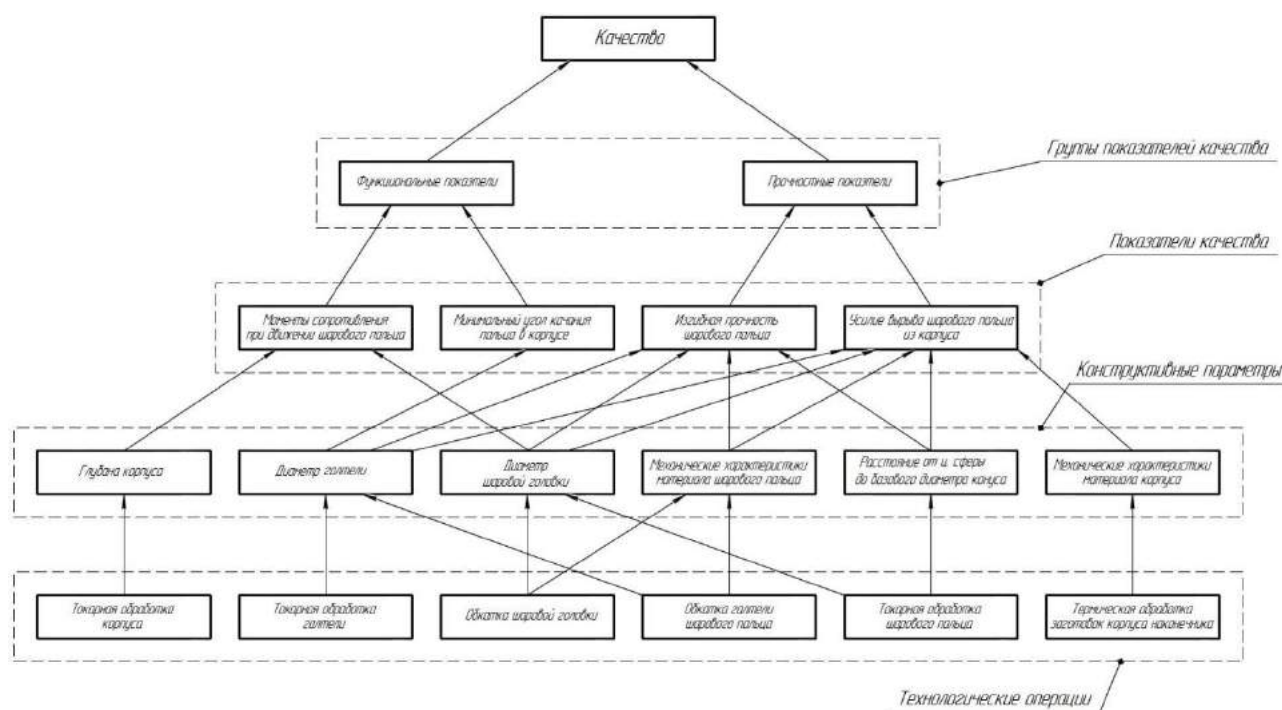 Качество
Группы показателей качества
Функциональные показтели
Прочностные показтели
Показатели качества
Моменты сопротивления
при движении шарового пальца
Минимальный угол качания
пальца в корпусе
Изгибная прочность
шарового пальца
Усилие вырыва шарового пальца
из корпуса
Конструктивные параметры
Глубана корпуса
Диаметр галтели
Диаметр
шаровой головки
Механические характеристики
материала шарового пальца
Расстояние от ц. сферы
до базового диаметра конуса
Механические характеристики
материала корпуса
Токарная обработка
корпуса
Токарная обработка
галтели
Обкатка шаровой головки
Обкатка галтели
шарового пальца
Токарная обработка
шарового пальца
Термическая обработка
заготовок корпуса наконечника
Технологические операции